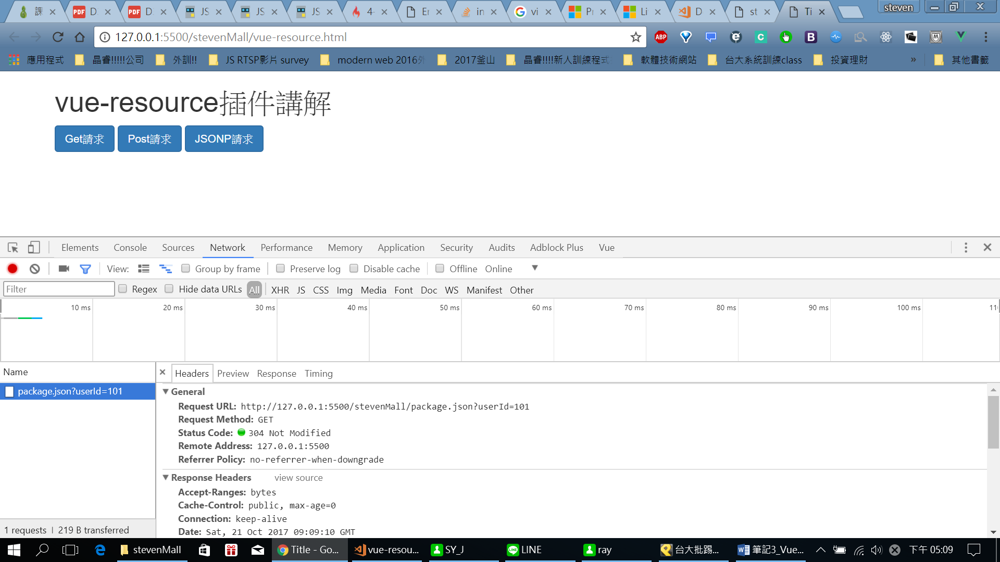 課 D D JS JS JS 4- Er in vi Pr Li D st Ti steven
127.0.0.1:5500/stevenMall/vue-resource.html
應用程式 晶睿!!!!!公司 外訓!! JS RTSP影片 survey modern web 2016外 2017釜山 晶睿!!!!新人訓練程式 軟體技術網站 台大系統訓練class 投資理財 » 其他書籤
vue-resource插件講解
Get請求 Post請求 JSONP請求
Elements Console Sources Network Performance Memory Application Security Audits Adblock Plus Vue
View: Group by frame Preserve log Disable cache Offline Online
Filter Regex Hide data URLs All XHR JS CSS Img Media Font Doc WS Manifest Other
10 ms 20 ms 30 ms 40 ms 50 ms 60 ms 70 ms 80 ms 90 ms 100 ms 11
Name Headers Preview Response Timing
package.json?userId=101
General
Request URL: http://127.0.0.1:5500/stevenMall/package.json?userId=101
Request Method: GET
Status Code: 304 Not Modified
Remote Address: 127.0.0.1:5500
Referrer Policy: no-referrer-when-downgrade
Response Headers view source
Accept-Ranges: bytes
Cache-Control: public, max-age=0
Connection: keep-alive
Date: Sat, 21 Oct 2017 09:09:10 GMT
1 requests | 219 B transferred
stevenMall Title - Go... vue-resou... SY_J LINE ray 台大批踢... 筆記3_Vue... 下午 05:09